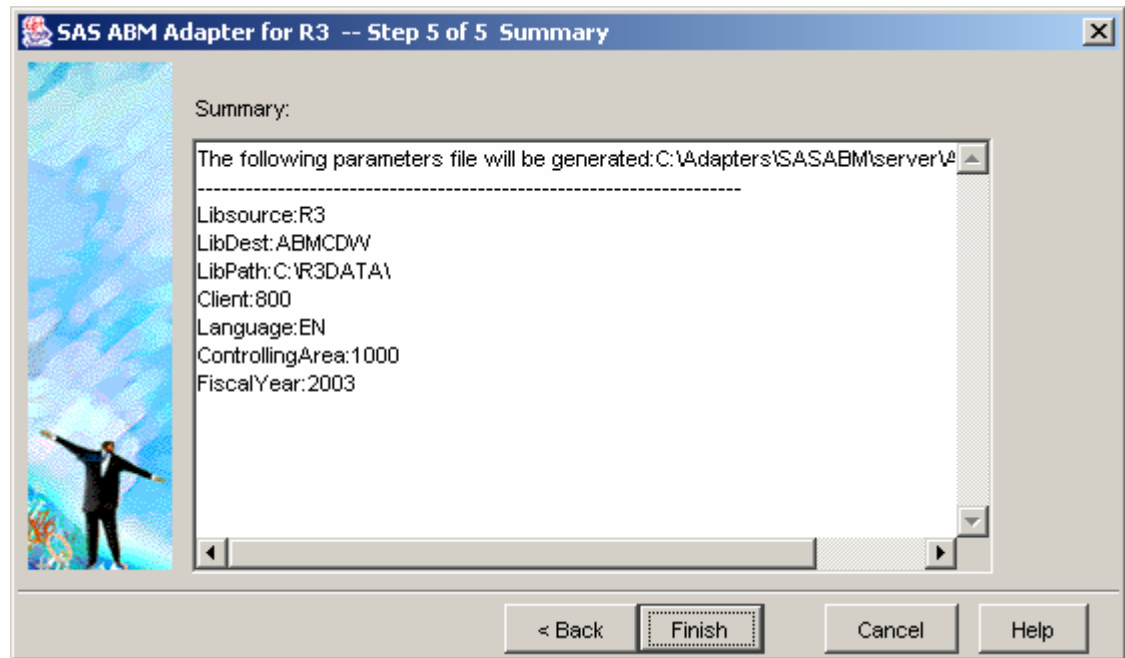 SAS ABM Adapter for R3 -- Step 5 of 5 Summary
Summary:
The following parameters file will be generated:C:\Adapters\SASABM\server\
--------------------------------------------------------------------
Libsource:R3
LibDest:ABMCDW
LibPath:C:\R3DATA\
Client:800
Language:EN
ControllingArea:1000
FiscalYear:2003
< Back Finish Cancel Help